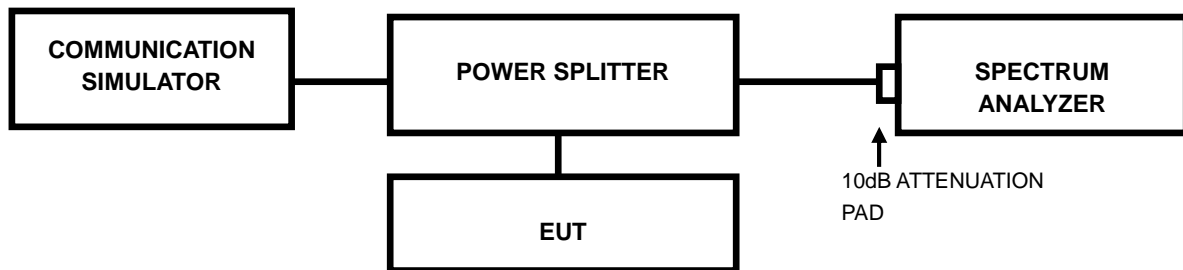 COMMUNICATION
SIMULATOR
POWER SPLITTER
SPECTRUM
ANALYZER
10dB ATTENUATION
PAD
EUT